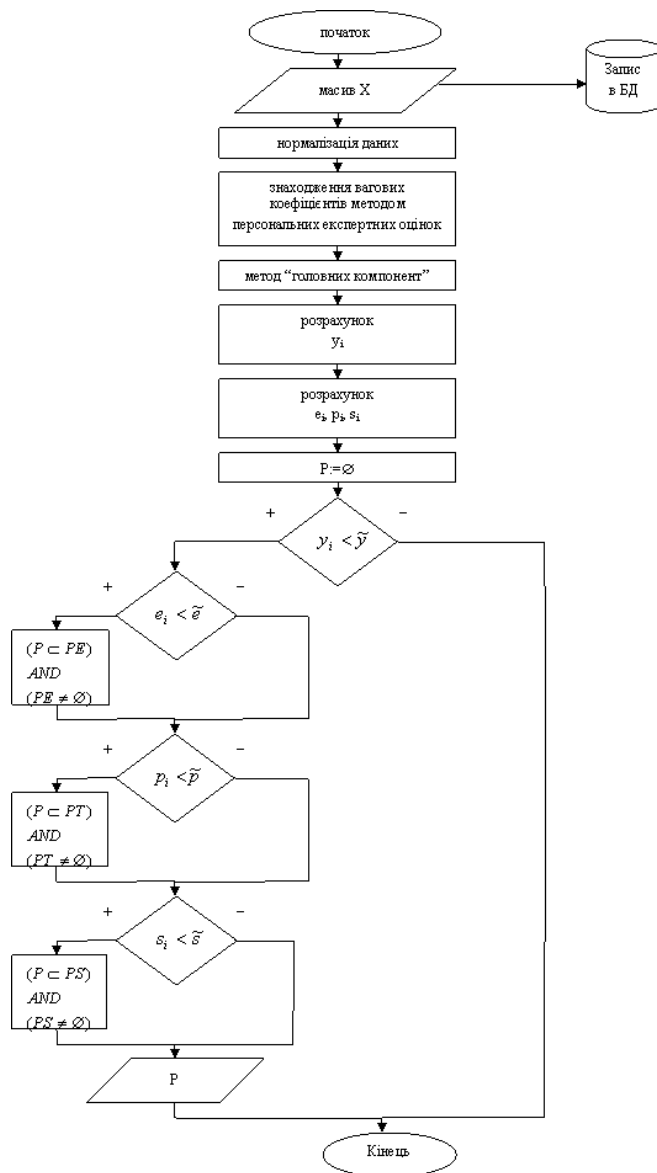 початок
масив X
Запис
в БД
нормалізація даних
знаходження вагових
коефіцієнтів методом
персональних експертних оцінок
метод “головних компонент”
розрахунок
yᵢ
розрахунок
eᵢ, pᵢ, sᵢ
P:=∅
+
−
yᵢ < ỹ
+
−
eᵢ < ẽ
(P ⊂ PE)
AND
(PE ≠ ∅)
+
−
pᵢ < p̃
(P ⊂ PT)
AND
(PT ≠ ∅)
+
−
sᵢ < s̃
(P ⊂ PS)
AND
(PS ≠ ∅)
P
Кінець